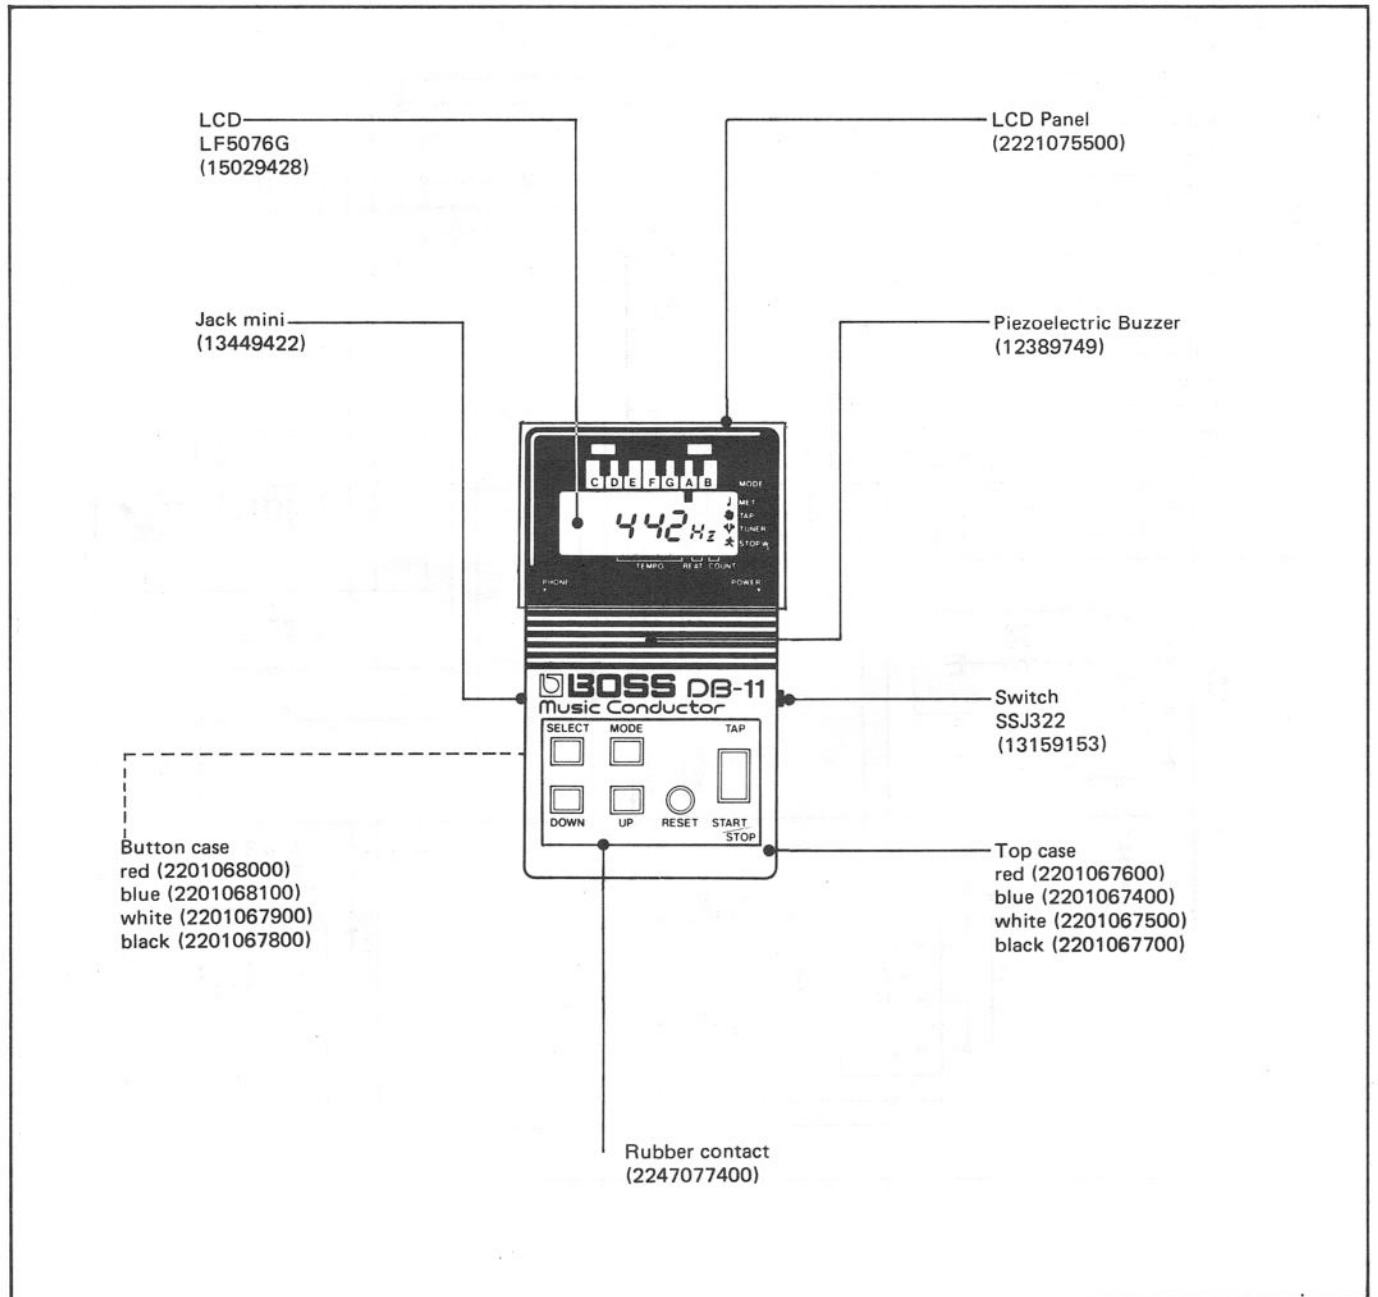 LCD
LF5076G
(15029428)
LCD Panel
(2221075500)
Jack mini
(13449422)
Piezoelectric Buzzer
(12389749)
C D E F G A B
MODE
MET
TAP
TUNER
STOP W
442Hz
TEMPO BEAT COUNT
PHONE
POWER
BOSS DB-11
Music Conductor
SELECT MODE TAP
DOWN UP RESET START
STOP
Switch
SSJ322
(13159153)
Button case
red (2201068000)
blue (2201068100)
white (2201067900)
black (2201067800)
Top case
red (2201067600)
blue (2201067400)
white (2201067500)
black (2201067700)
Rubber contact
(2247077400)